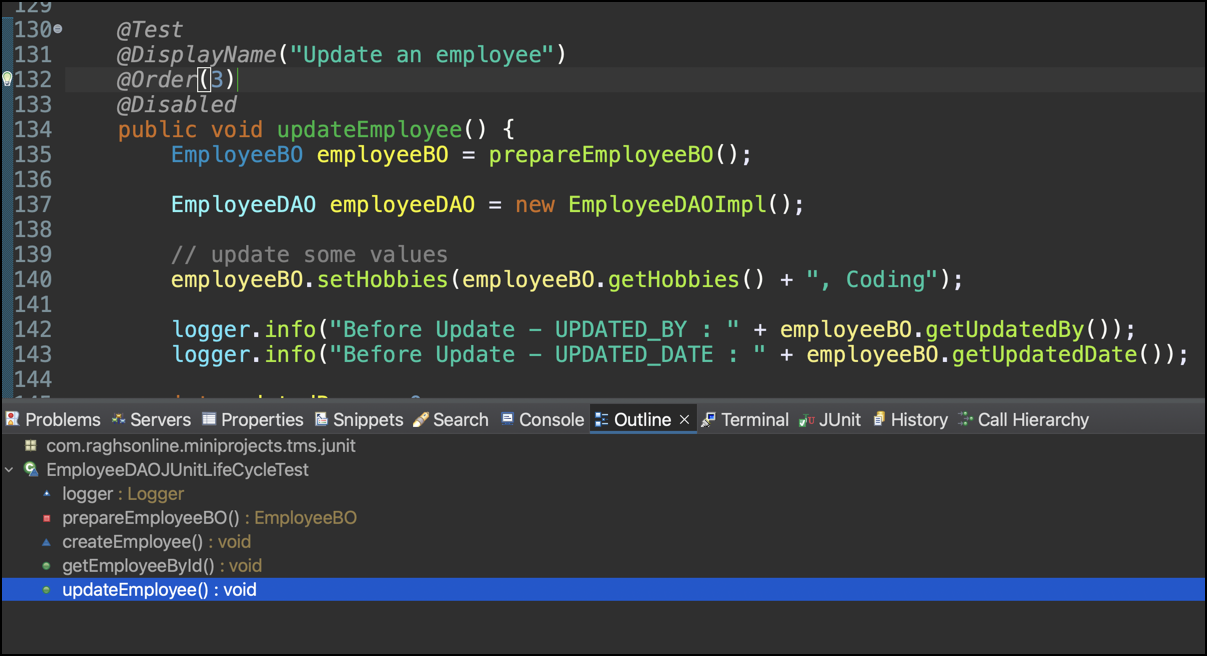 129
130 @Test
131 @DisplayName("Update an employee")
132 @Order(3)
133 @Disabled
134 public void updateEmployee() {
135 EmployeeBO employeeBO = prepareEmployeeBO();
136
137 EmployeeDAO employeeDAO = new EmployeeDAOImpl();
138
139 // update some values
140 employeeBO.setHobbies(employeeBO.getHobbies() + ", Coding");
141
142 logger.info("Before Update - UPDATED_BY : " + employeeBO.getUpdatedBy());
143 logger.info("Before Update - UPDATED_DATE : " + employeeBO.getUpdatedDate());
144
Problems Servers Properties Snippets Search Console Outline Terminal JUnit History Call Hierarchy
com.raghsonline.miniprojects.tms.junit
EmployeeDAOJUnitLifeCycleTest
logger : Logger
prepareEmployeeBO() : EmployeeBO
createEmployee() : void
getEmployeeById() : void
updateEmployee() : void